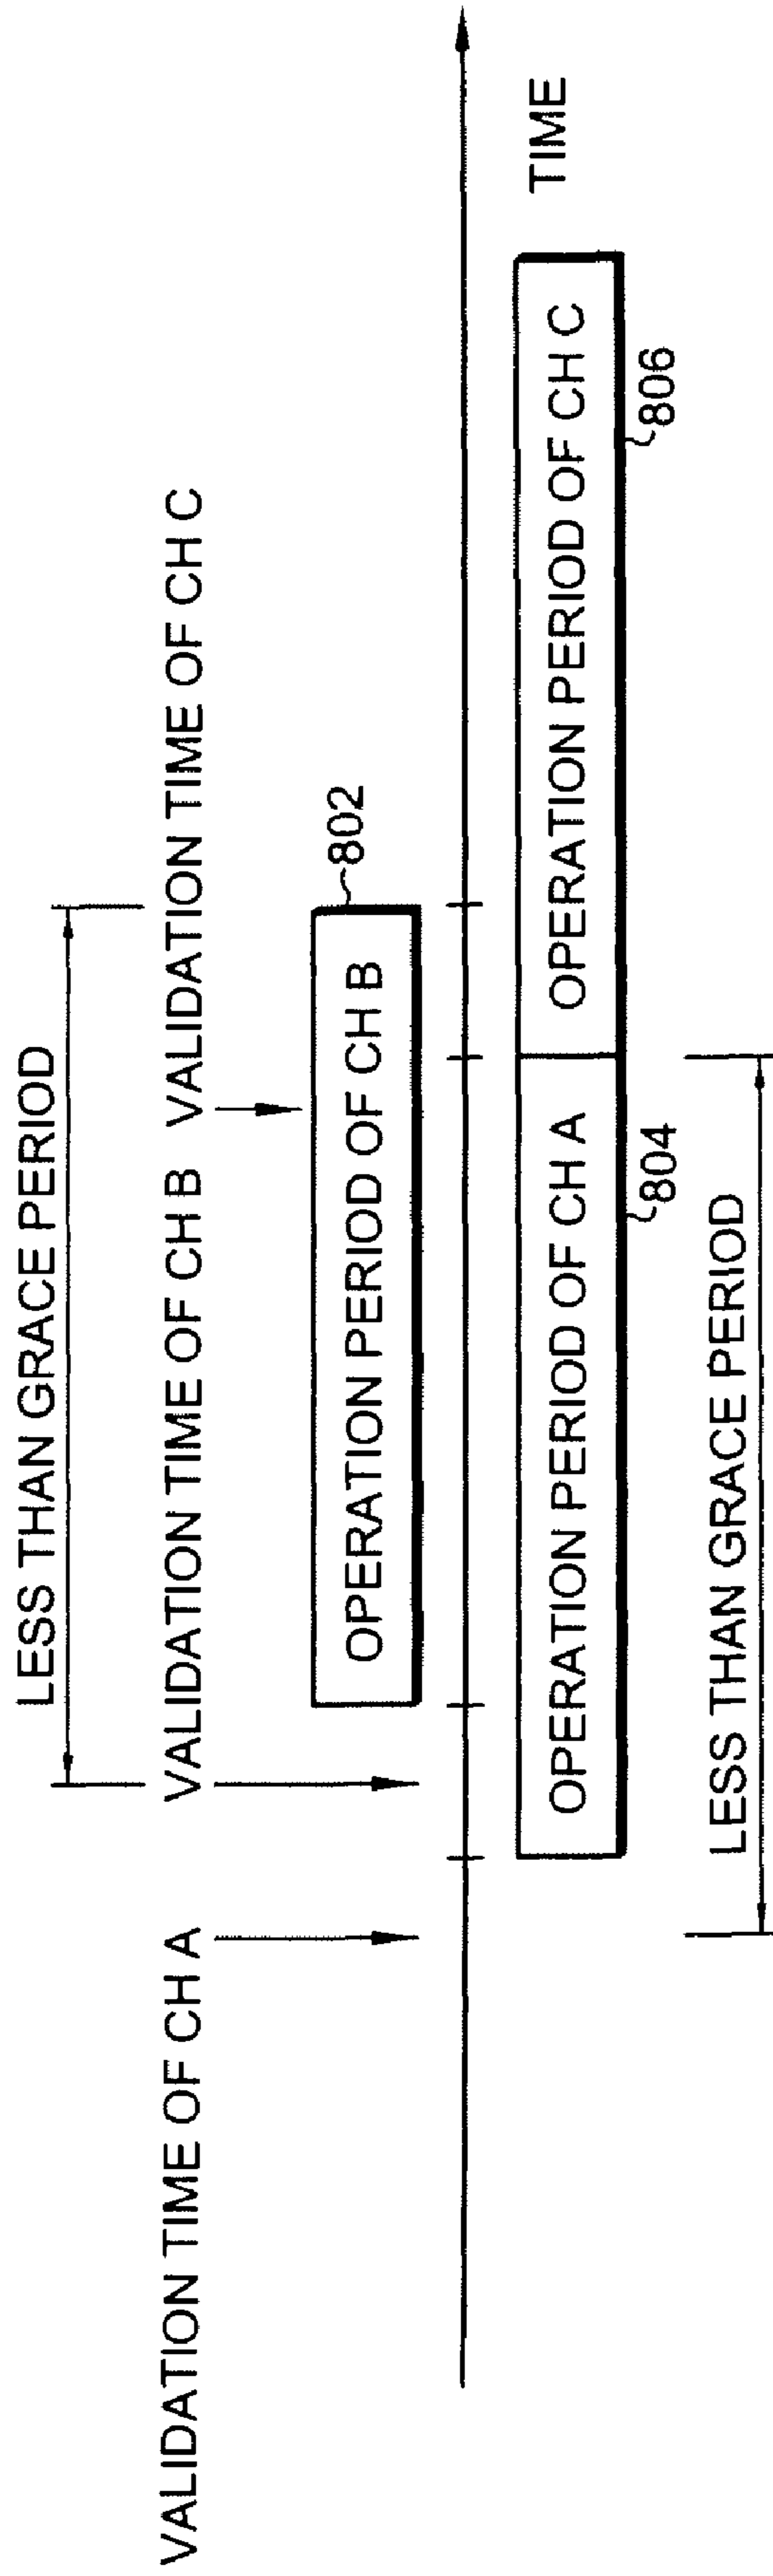 LESS THAN GRACE PERIOD
VALIDATION TIME OF CH A
VALIDATION TIME OF CH B
VALIDATION TIME OF CH C
802
OPERATION PERIOD OF CH B
TIME
OPERATION PERIOD OF CH A
OPERATION PERIOD OF CH C
804
806
LESS THAN GRACE PERIOD